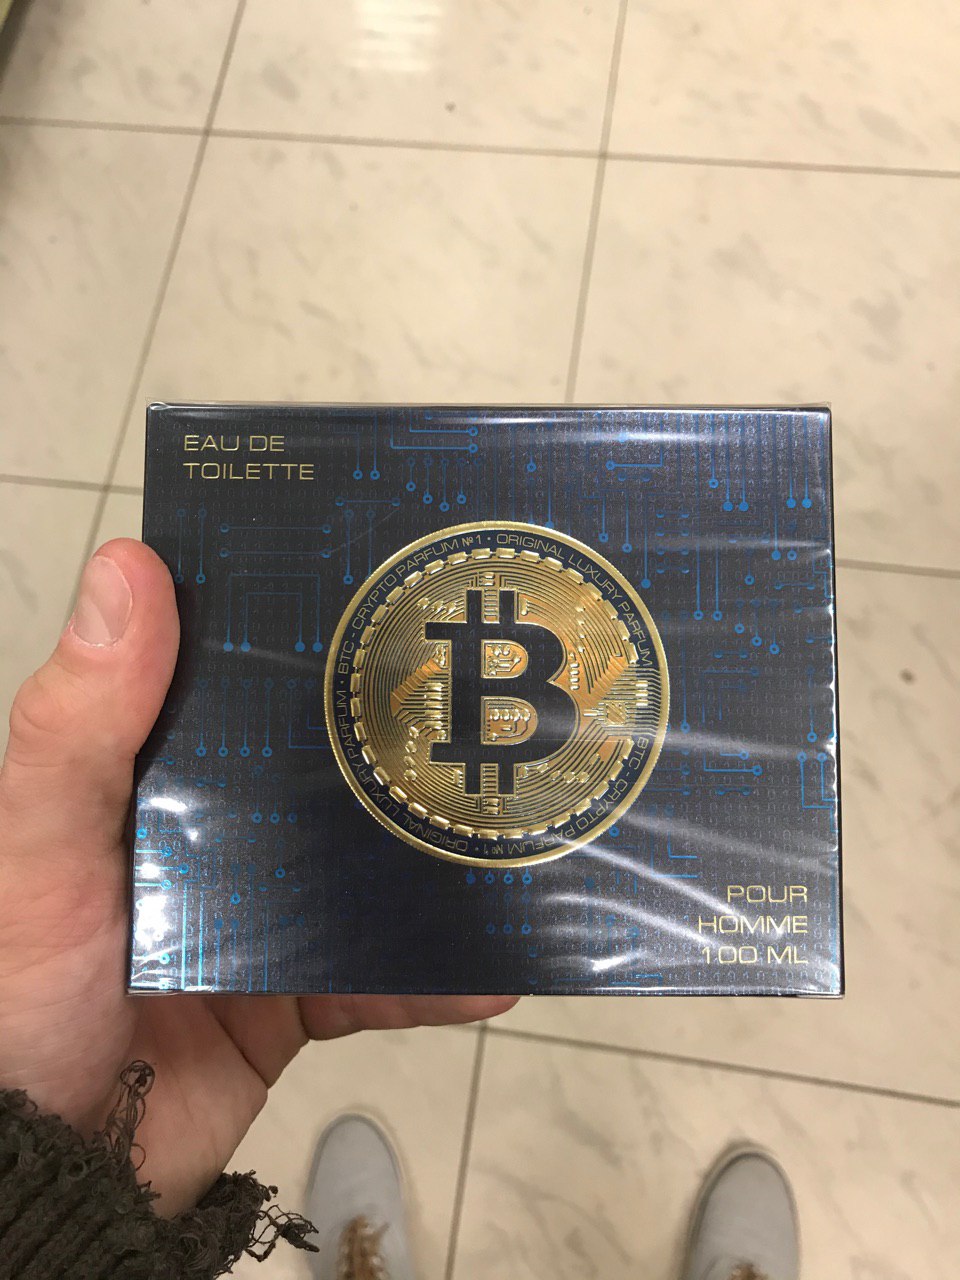 EAU DE
TOILETTE
BTC - CRYPTO PARFUM №1 • ORIGINAL LUXURY PARFUM
BTC - CRYPTO PARFUM №1 • ORIGINAL LUXURY PARFUM •
POUR
HOMME
100 ML